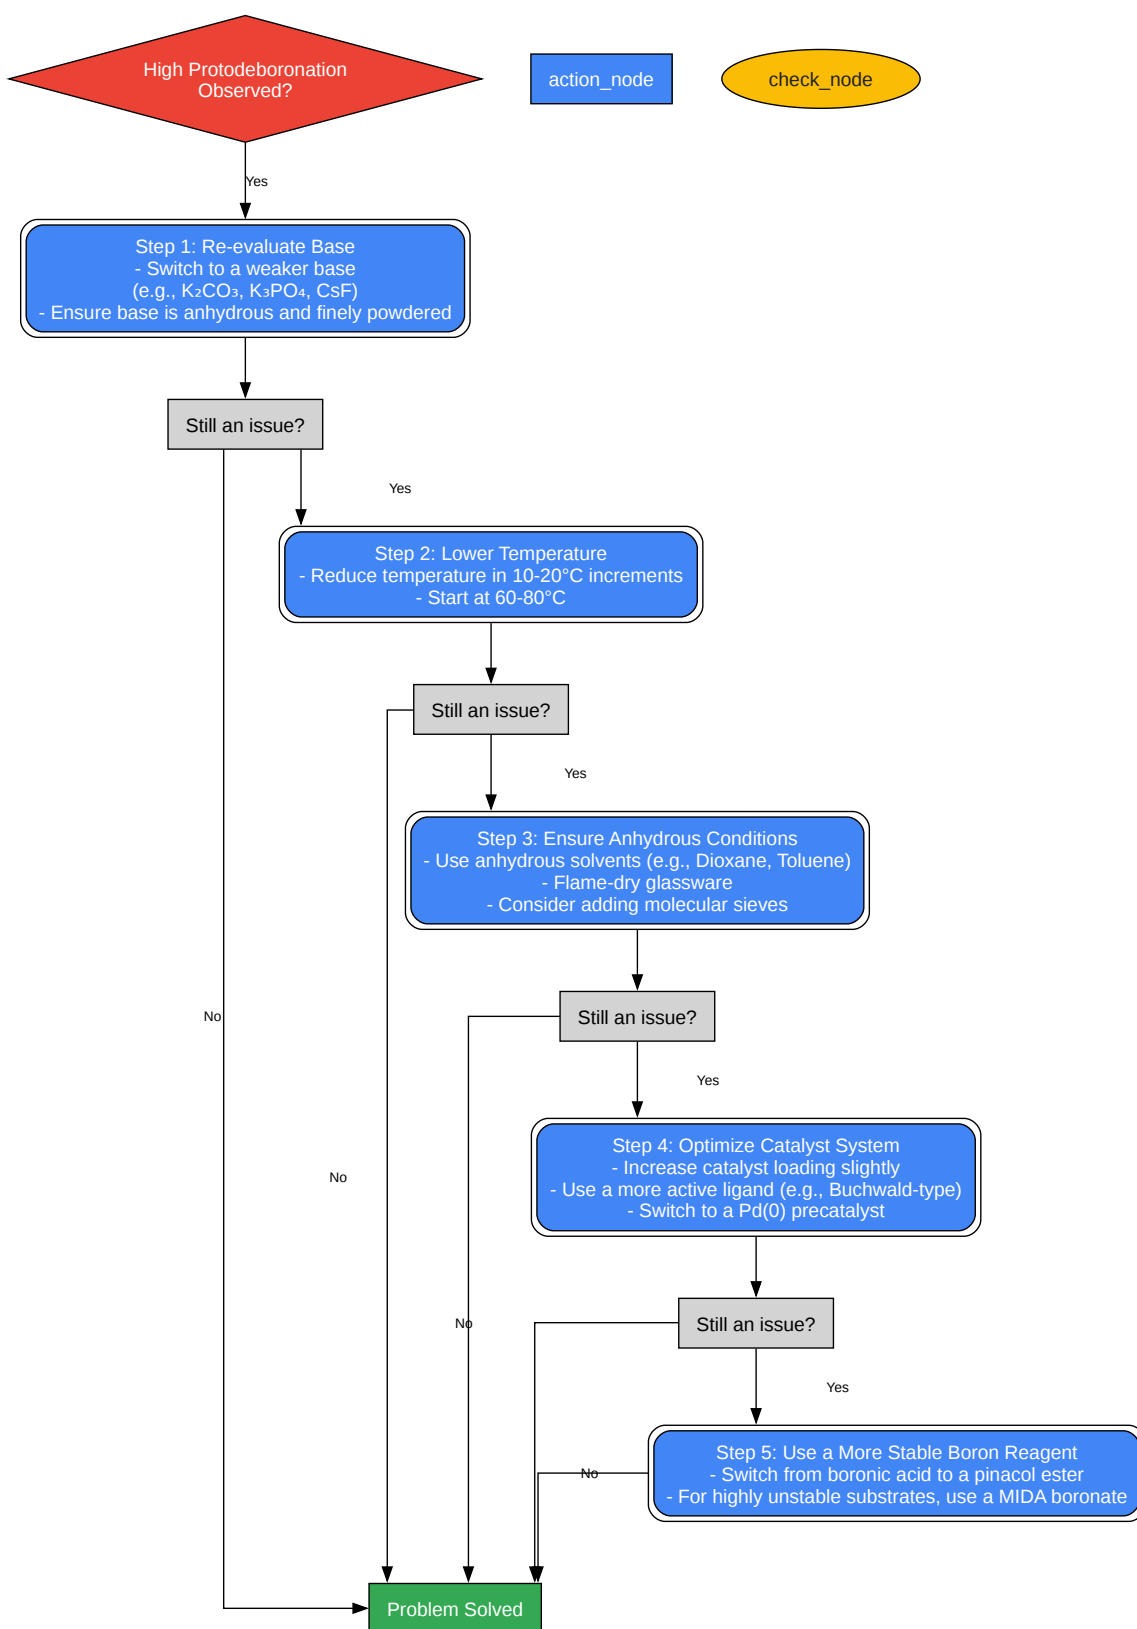 High Protodeboronation
Observed?
action_node
check_node
Yes
Step 1: Re-evaluate Base
- Switch to a weaker base
(e.g., K₂CO₃, K₃PO₄, CsF)
- Ensure base is anhydrous and finely powdered
Still an issue?
Yes
Step 2: Lower Temperature
- Reduce temperature in 10-20°C increments
- Start at 60-80°C
Still an issue?
Yes
Step 3: Ensure Anhydrous Conditions
- Use anhydrous solvents (e.g., Dioxane, Toluene)
- Flame-dry glassware
- Consider adding molecular sieves
No
Still an issue?
Yes
Step 4: Optimize Catalyst System
- Increase catalyst loading slightly
- Use a more active ligand (e.g., Buchwald-type)
- Switch to a Pd(0) precatalyst
No
No
Still an issue?
Yes
Step 5: Use a More Stable Boron Reagent
- Switch from boronic acid to a pinacol ester
- For highly unstable substrates, use a MIDA boronate
No
Problem Solved